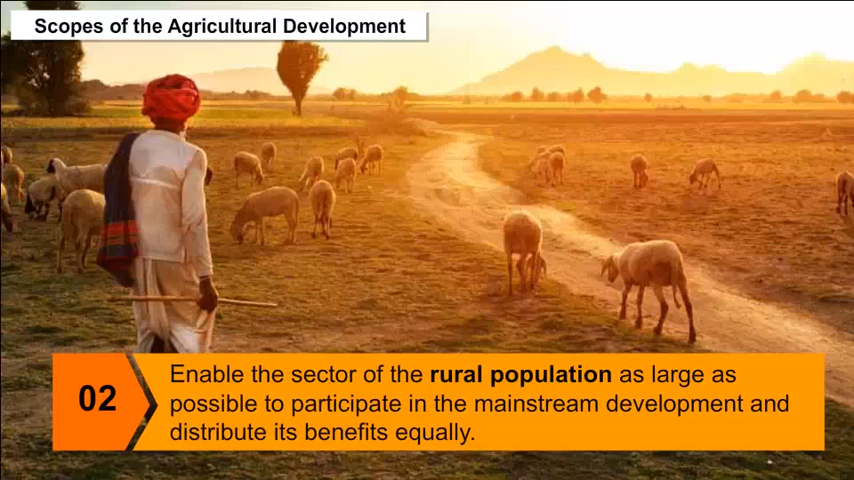 Scopes of the Agricultural Development
02
Enable the sector of the rural population as large as
possible to participate in the mainstream development and
distribute its benefits equally.